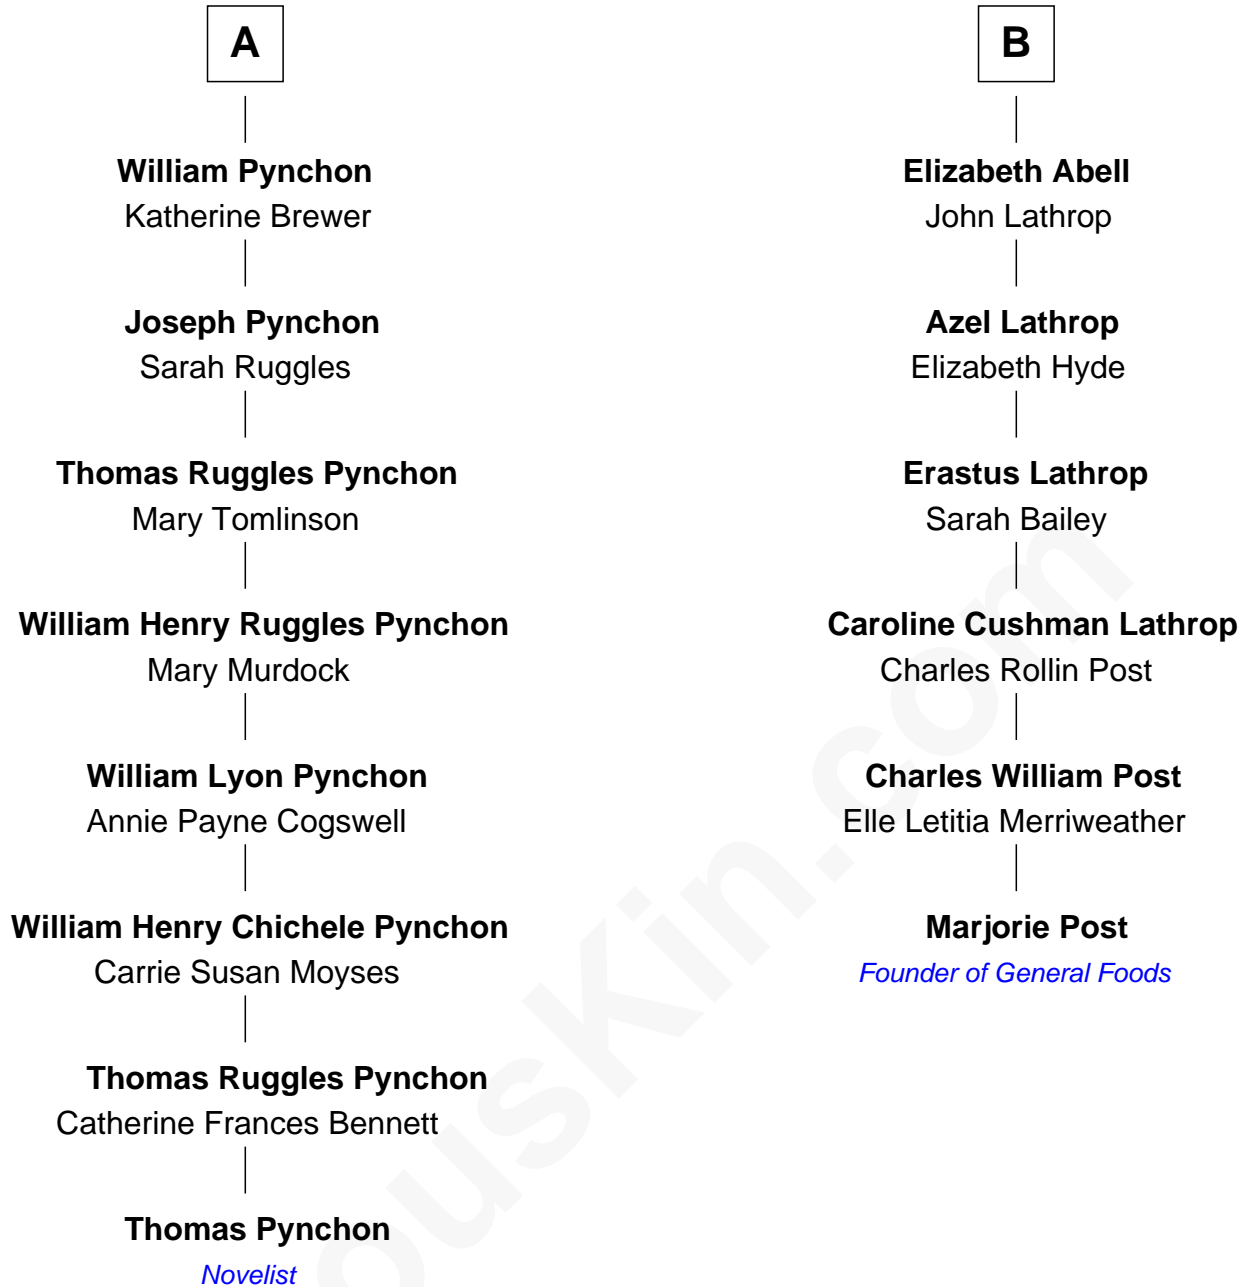 A
William Pynchon
Katherine Brewer
Joseph Pynchon
Sarah Ruggles
Thomas Ruggles Pynchon
Mary Tomlinson
William Henry Ruggles Pynchon
Mary Murdock
William Lyon Pynchon
Annie Payne Cogswell
William Henry Chichele Pynchon
Carrie Susan Moyses
Thomas Ruggles Pynchon
Catherine Frances Bennett
Thomas Pynchon
Novelist
B
Elizabeth Abell
John Lathrop
Azel Lathrop
Elizabeth Hyde
Erastus Lathrop
Sarah Bailey
Caroline Cushman Lathrop
Charles Rollin Post
Charles William Post
Elle Letitia Merriweather
Marjorie Post
Founder of General Foods
ousKin.com